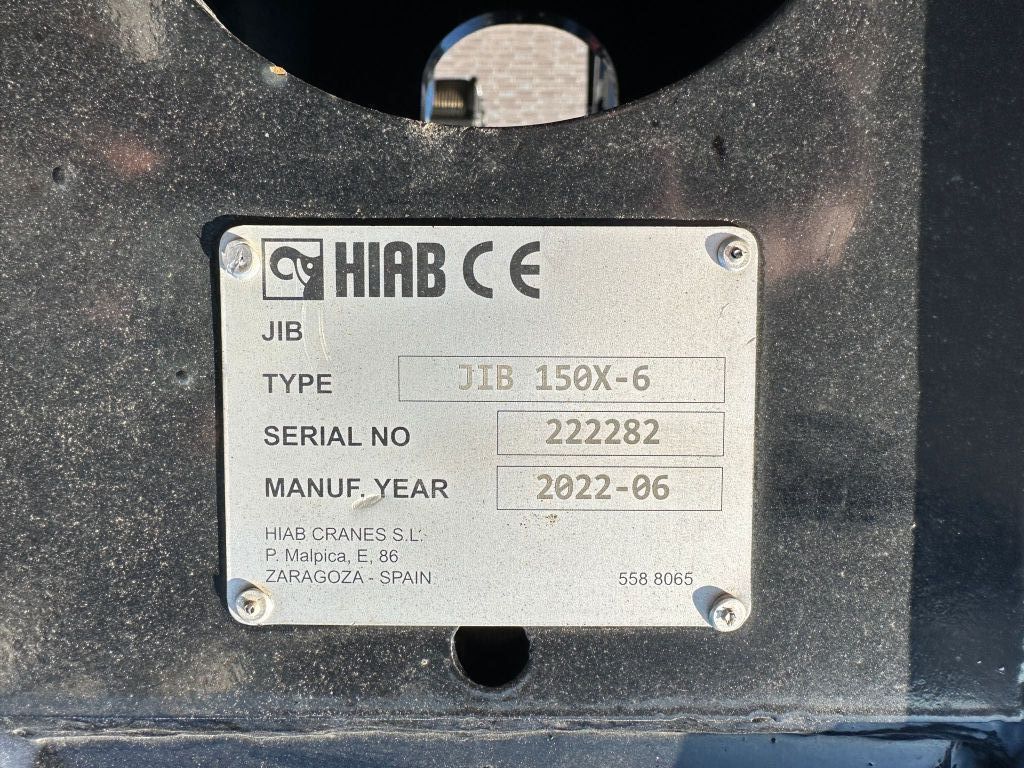 HIAB CE
JIB
TYPE JIB 150X-6
SERIAL NO 222282
MANUF. YEAR 2022-06
HIAB CRANES S.L.
P. Malpica, E, 86
ZARAGOZA - SPAIN 558 8065